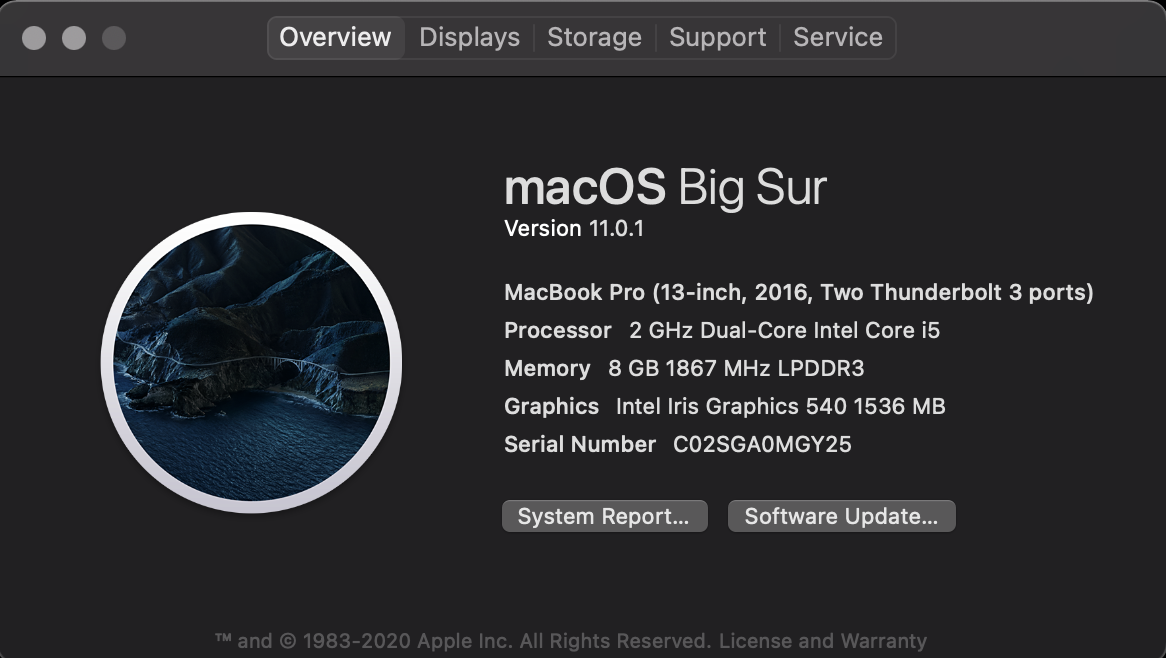 Overview Displays Storage Support Service
macOS Big Sur
Version 11.0.1
MacBook Pro (13-inch, 2016, Two Thunderbolt 3 ports)
Processor 2 GHz Dual-Core Intel Core i5
Memory 8 GB 1867 MHz LPDDR3
Graphics Intel Iris Graphics 540 1536 MB
Serial Number C02SGA0MGY25
System Report... Software Update...
™ and © 1983-2020 Apple Inc. All Rights Reserved. License and Warranty